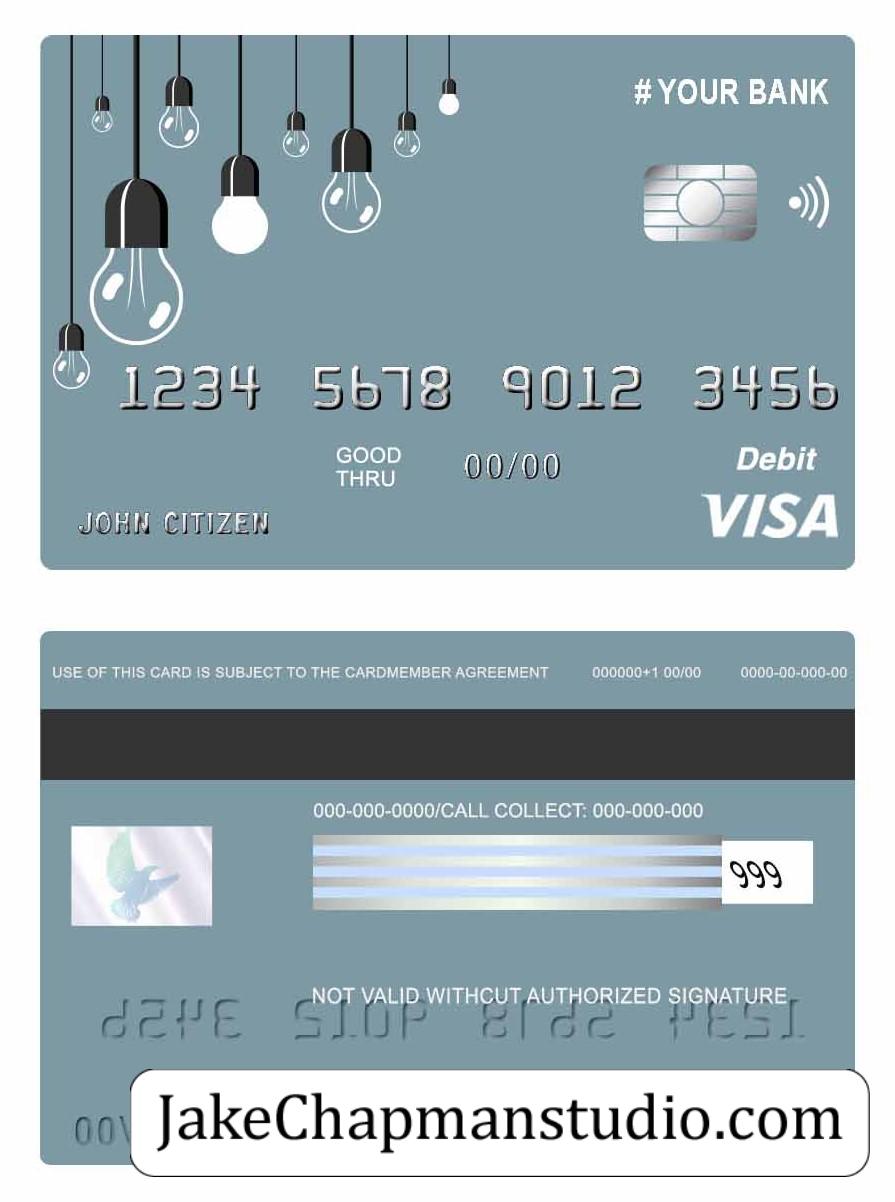 #YOUR BANK
1234 5678 9012 3456
GOOD
THRU
00/00
Debit
JOHN CITIZEN
VISA
USE OF THIS CARD IS SUBJECT TO THE CARDMEMBER AGREEMENT 000000+1 00/00 0000-00-000-00
000-000-0000/CALL COLLECT: 000-000-000
999
NOT VALID WITHCUT AUTHORIZED SIGNATURE
JakeChapmanstudio.com